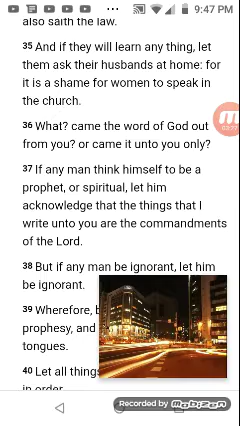 9:47 PM
also saith the law.
35 And if they will learn any thing, let
them ask their husbands at home: for
it is a shame for women to speak in
the church.
36 What? came the word of God out
from you? or came it unto you only?
37 If any man think himself to be a
prophet, or spiritual, let him
acknowledge that the things that I
write unto you are the commandments
of the Lord.
38 But if any man be ignorant, let him
be ignorant.
39 Wherefore,
prophesy, and
tongues.
40 Let all things
in order.
Recorded by mobizen